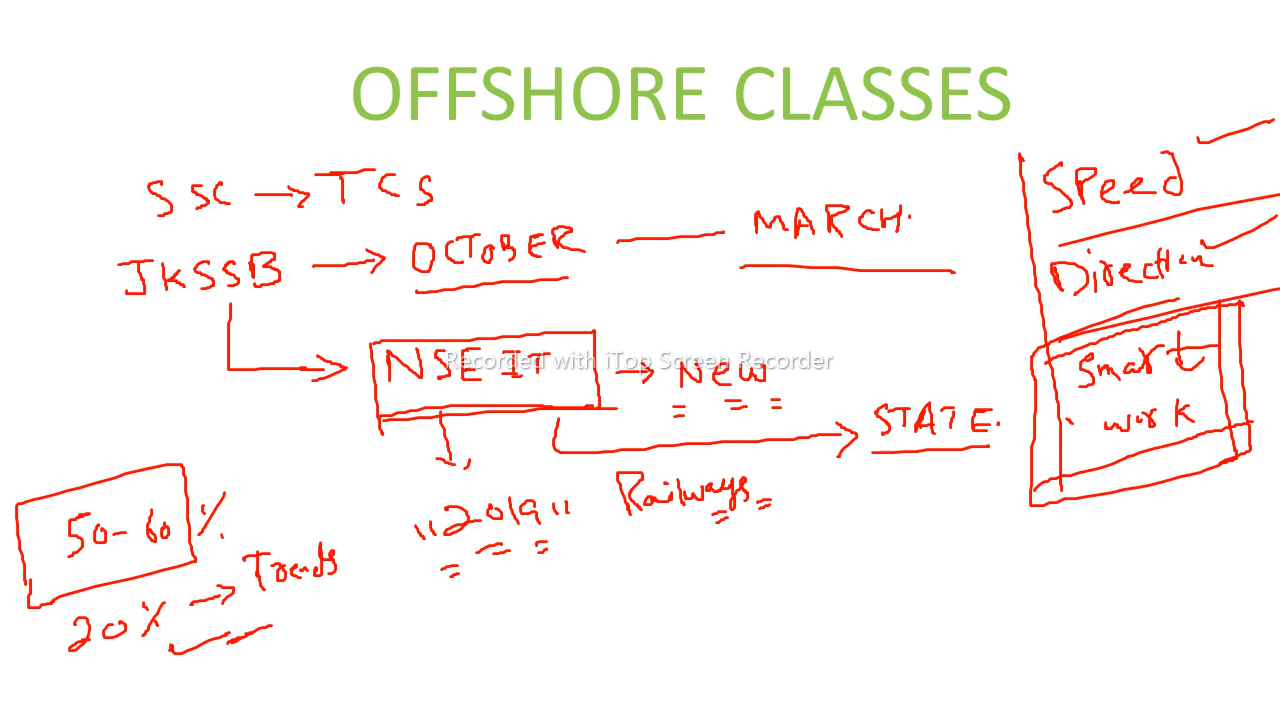 OFFSHORE CLASSES
SSC → TCS
JKSSB → OCTOBER — MARCH.
NSEIT → New
STATE.
Railways
"2019"
50-60 %
20% → Trends
Speed
Direction
Smart
work
Recorded with iTop Screen Recorder